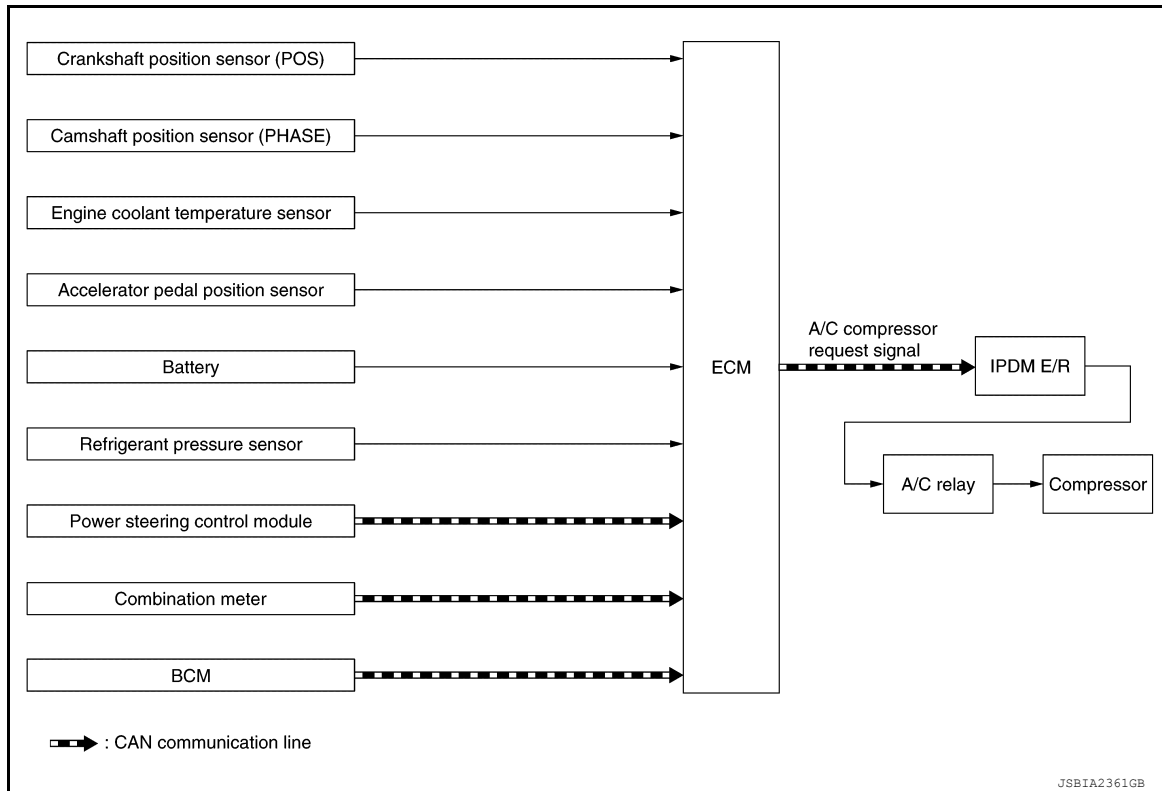 Crankshaft position sensor (POS)
Camshaft position sensor (PHASE)
Engine coolant temperature sensor
Accelerator pedal position sensor
Battery
Refrigerant pressure sensor
Power steering control module
Combination meter
BCM
ECM
A/C compressor
request signal
IPDM E/R
A/C relay
Compressor
: CAN communication line
JSBIA2361GB